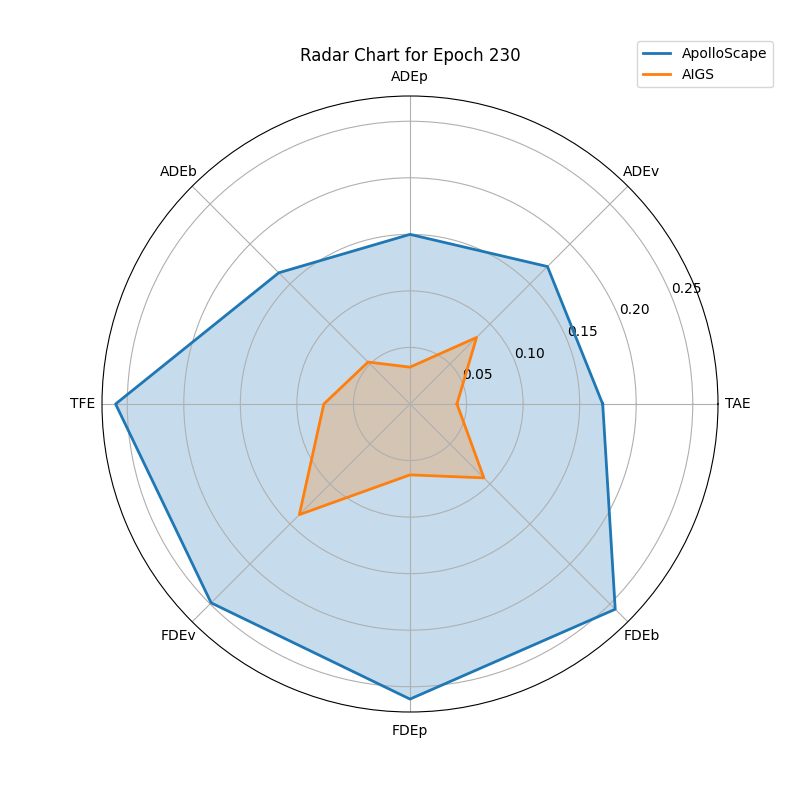 Radar Chart for Epoch 230
ApolloScape
AIGS
ADEp
ADEb
ADEv
0.25
0.20
0.15
0.10
0.05
TFE
TAE
FDEv
FDEb
FDEp